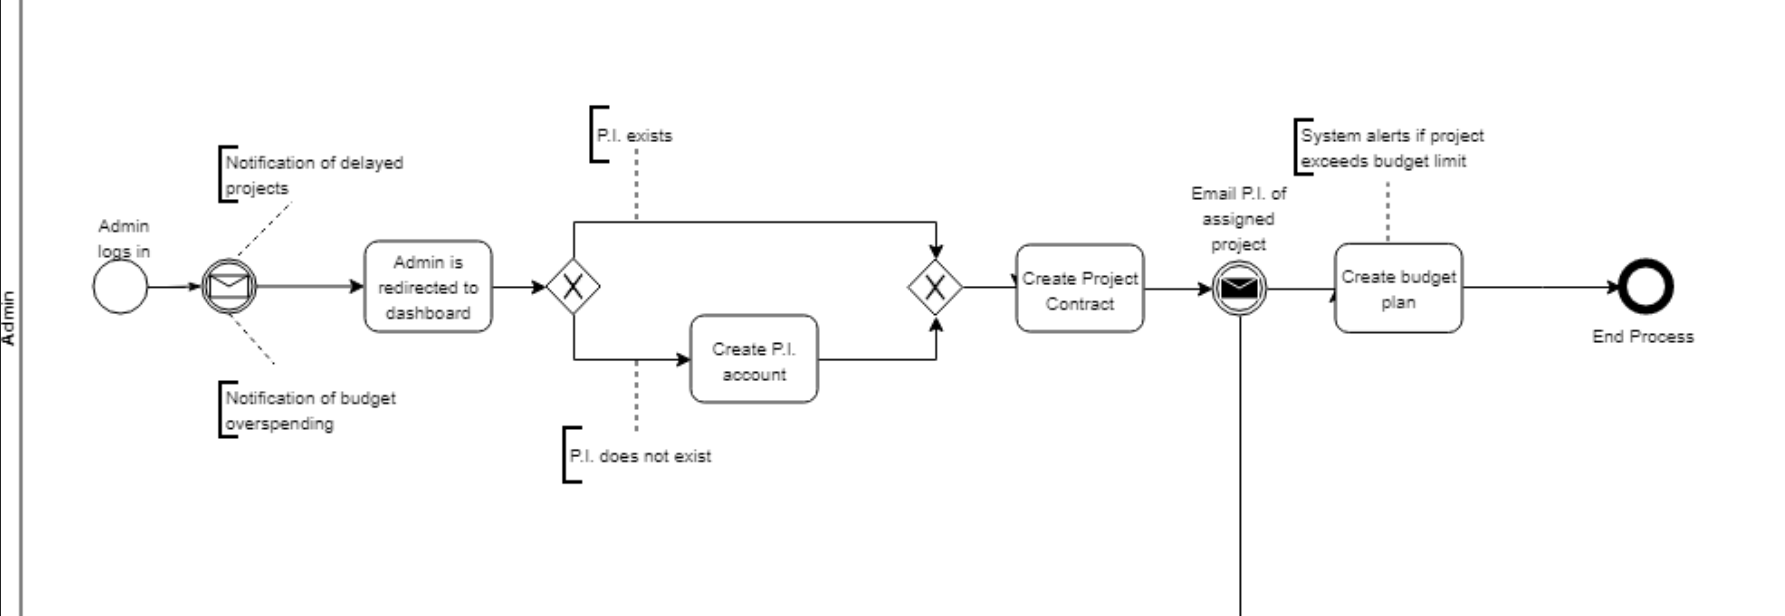 Admin
Admin
logs in
Notification of delayed
projects
Notification of budget
overspending
Admin is
redirected to
dashboard
P.I. exists
X
P.I. does not exist
Create P.I.
account
X
Create Project
Contract
Email P.I. of
assigned
project
System alerts if project
exceeds budget limit
Create budget
plan
End Process